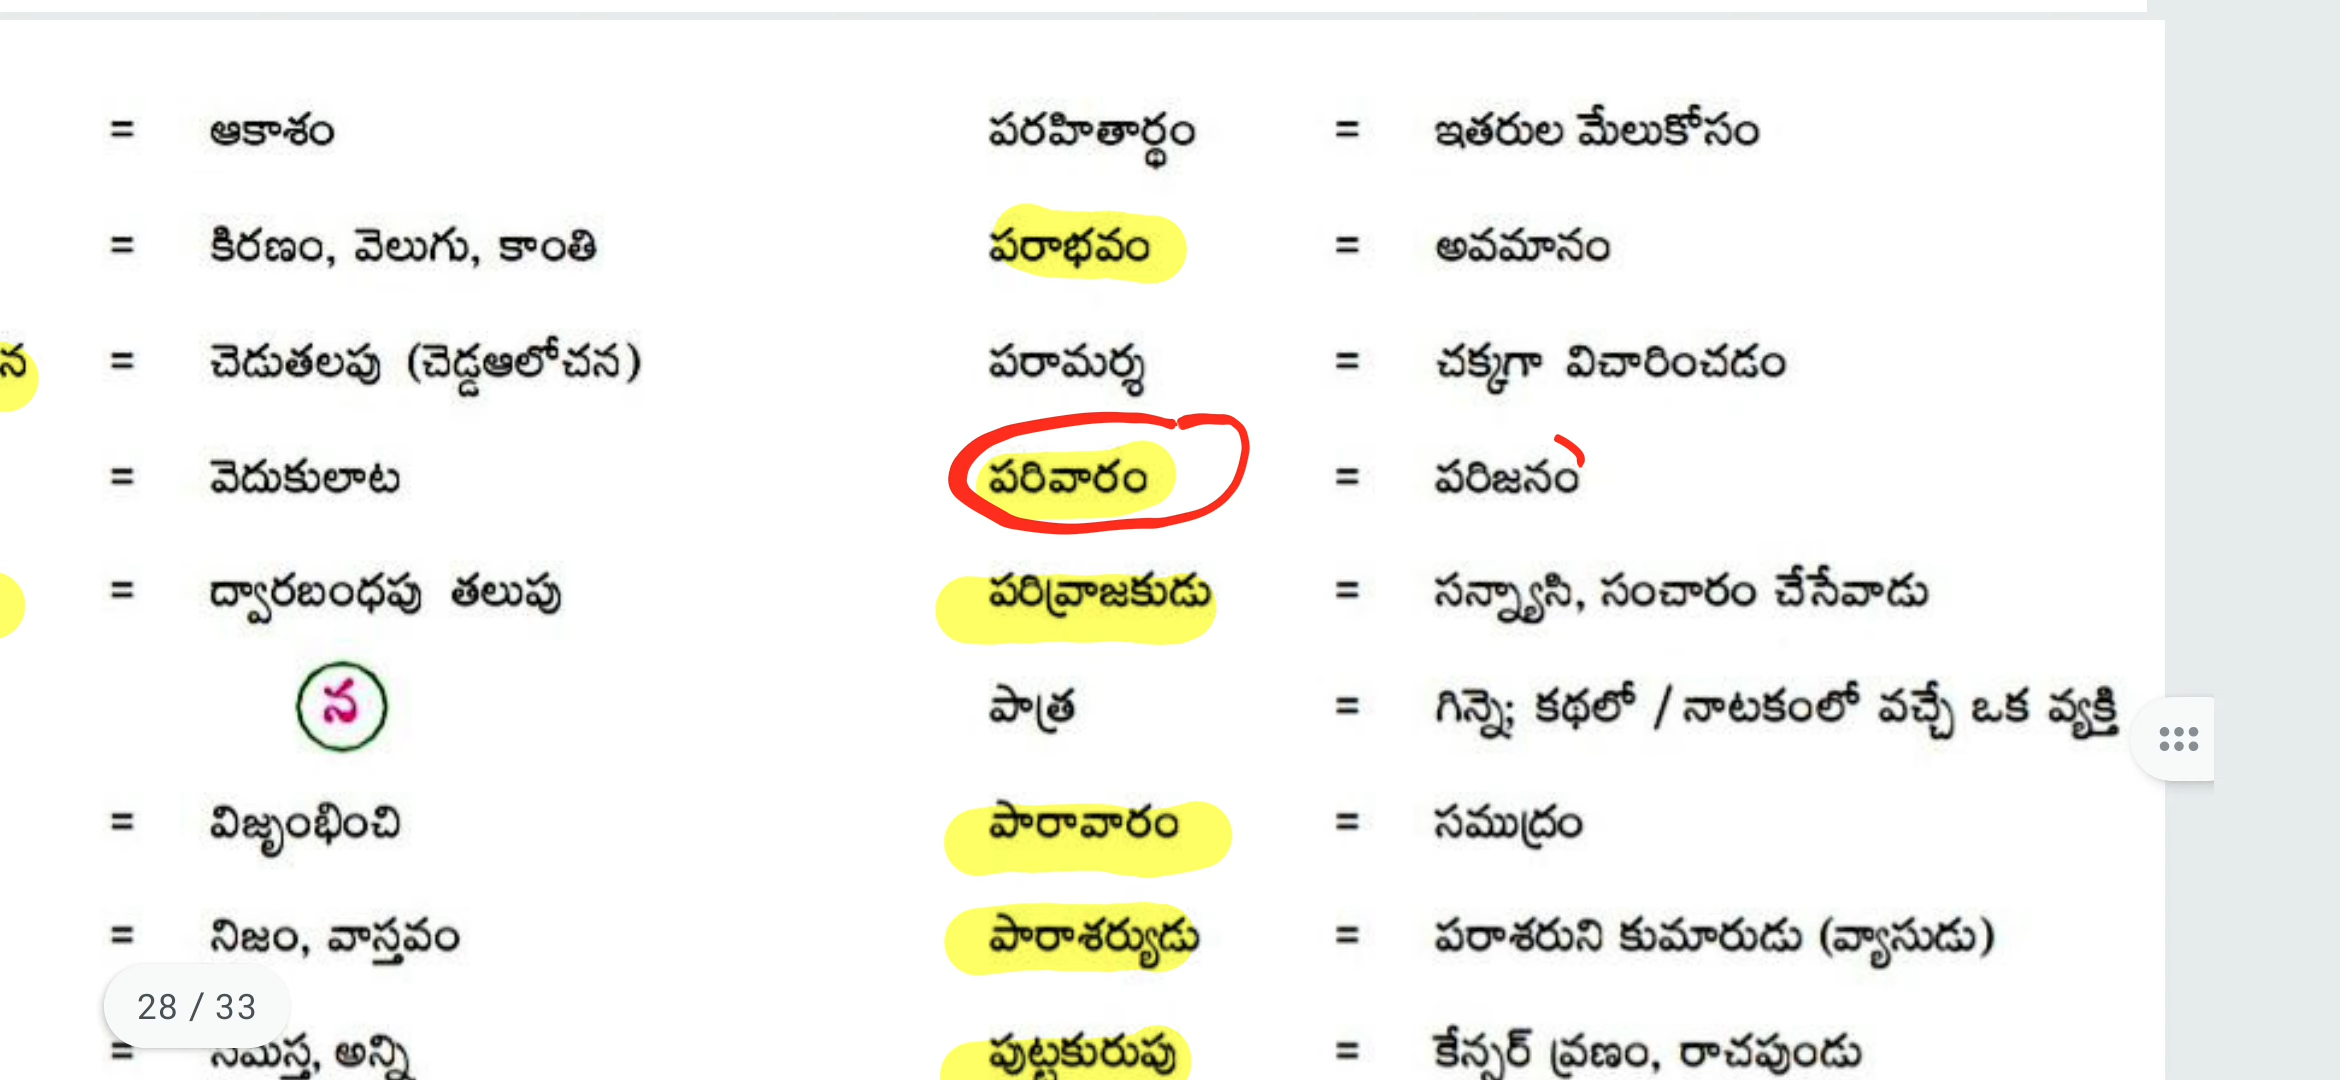 = ఆకాశం
= కిరణం, వెలుగు, కాంతి
న = చెడుతలపు (చెడ్డఆలోచన)
= వెదుకులాట
= ద్వారబంధపు తలుపు
న
= విజృంభించి
= నిజం, వాస్తవం
= సమస్త, అన్ని
28 / 33
పరహితార్థం = ఇతరుల మేలుకోసం
పరాభవం = అవమానం
పరామర్శ = చక్కగా విచారించడం
పరివారం = పరిజనం
పరివ్రాజకుడు = సన్న్యాసి, సంచారం చేసేవాడు
పాత్ర = గిన్నె; కథలో / నాటకంలో వచ్చే ఒక వ్యక్తి
పారావారం = సముద్రం
పారాశర్యుడు = పరాశరుని కుమారుడు (వ్యాసుడు)
పుట్టకురుపు = కేన్సర్ వ్రణం, రాచపుండు